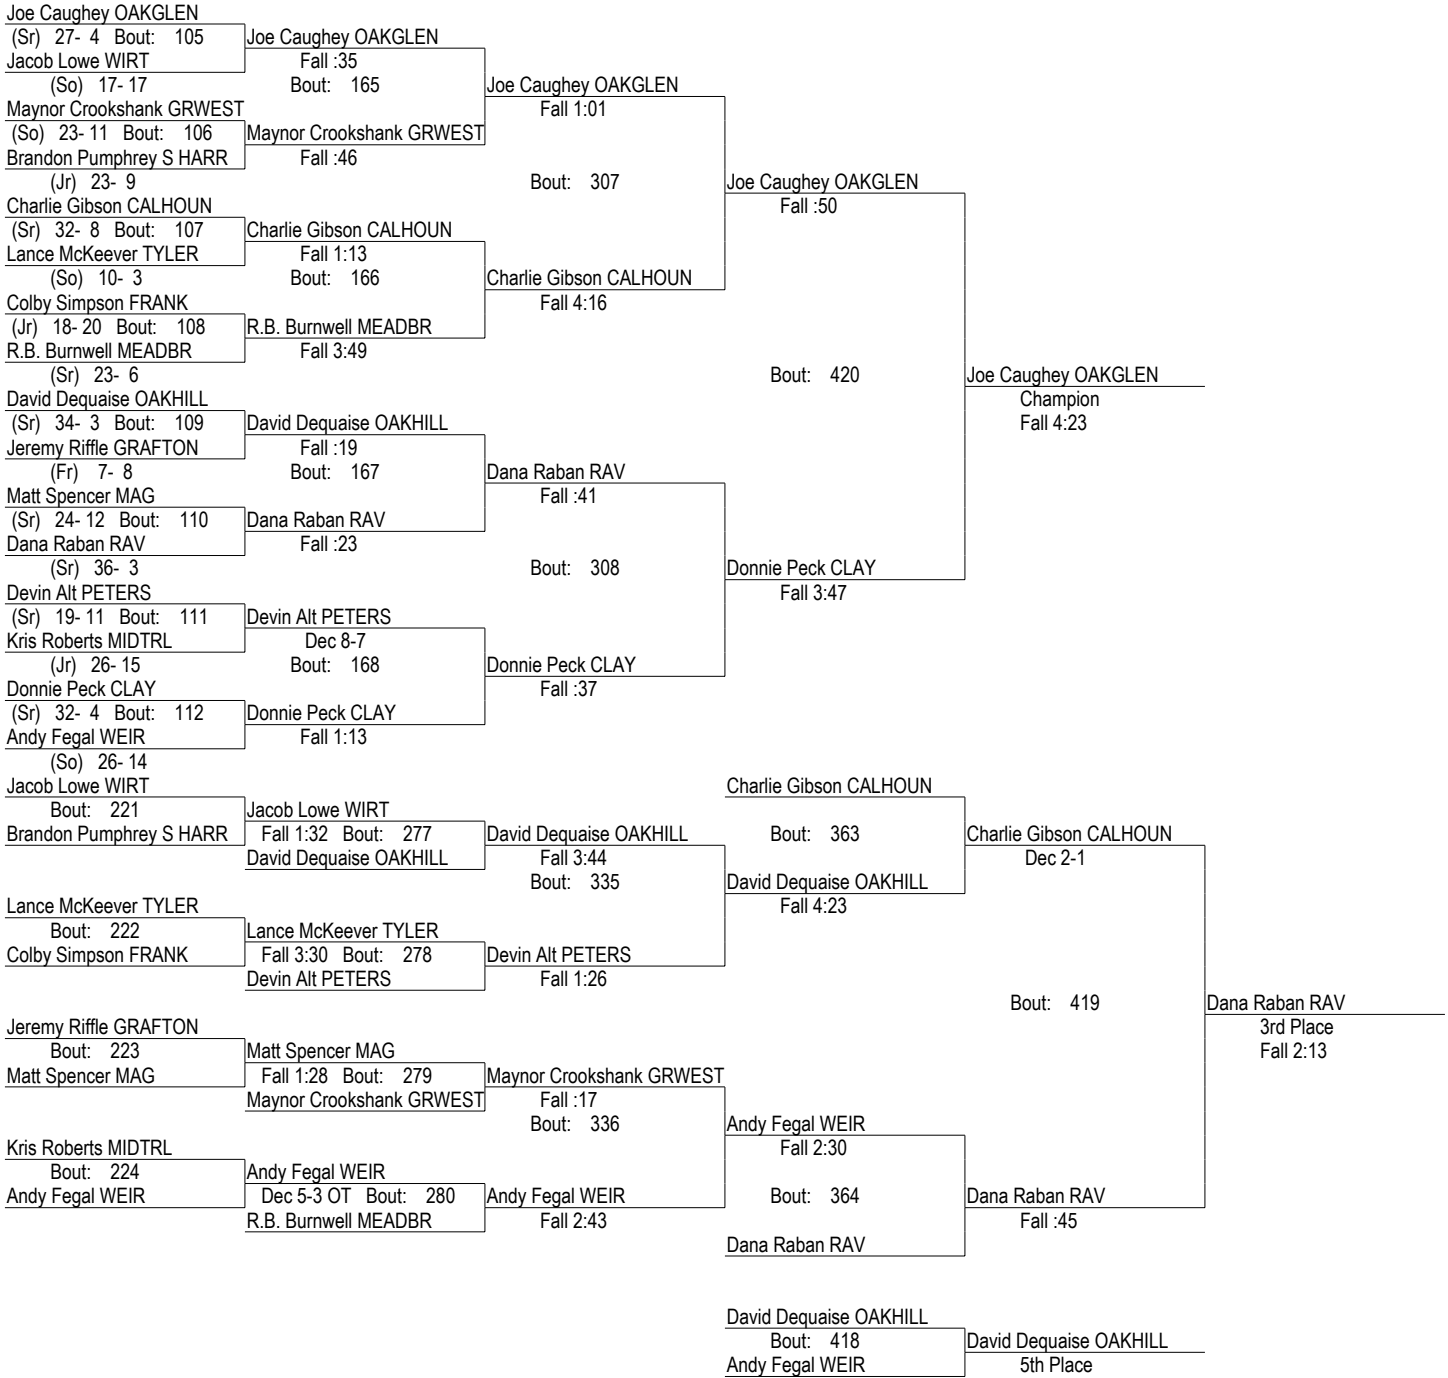 Joe Caughey OAKGLEN
(Sr) 27- 4 Bout: 105 Joe Caughey OAKGLEN
Jacob Lowe WIRT Fall :35
(So) 17- 17 Bout: 165 Joe Caughey OAKGLEN
Maynor Crookshank GRWEST Fall 1:01
(So) 23- 11 Bout: 106 Maynor Crookshank GRWEST
Brandon Pumphrey S HARR Fall :46
(Jr) 23- 9 Bout: 307 Joe Caughey OAKGLEN
Charlie Gibson CALHOUN Fall :50
(Sr) 32- 8 Bout: 107 Charlie Gibson CALHOUN
Lance McKeever TYLER Fall 1:13
(So) 10- 3 Bout: 166 Charlie Gibson CALHOUN
Colby Simpson FRANK Fall 4:16
(Jr) 18- 20 Bout: 108 R.B. Burnwell MEADBR
R.B. Burnwell MEADBR Fall 3:49
(Sr) 23- 6 Bout: 420 Joe Caughey OAKGLEN
David Dequaise OAKHILL Champion
(Sr) 34- 3 Bout: 109 David Dequaise OAKHILL Fall 4:23
Jeremy Riffle GRAFTON Fall :19
(Fr) 7- 8 Bout: 167 Dana Raban RAV
Matt Spencer MAG Fall :41
(Sr) 24- 12 Bout: 110 Dana Raban RAV
Dana Raban RAV Fall :23
(Sr) 36- 3 Bout: 308 Donnie Peck CLAY
Devin Alt PETERS Fall 3:47
(Sr) 19- 11 Bout: 111 Devin Alt PETERS
Kris Roberts MIDTRL Dec 8-7
(Jr) 26- 15 Bout: 168 Donnie Peck CLAY
Donnie Peck CLAY Fall :37
(Sr) 32- 4 Bout: 112 Donnie Peck CLAY
Andy Fegal WEIR Fall 1:13
(So) 26- 14
Jacob Lowe WIRT Charlie Gibson CALHOUN
Bout: 221 Jacob Lowe WIRT
Brandon Pumphrey S HARR Fall 1:32 Bout: 277 David Dequaise OAKHILL Bout: 363 Charlie Gibson CALHOUN
David Dequaise OAKHILL Fall 3:44 Dec 2-1
Bout: 335 David Dequaise OAKHILL
Lance McKeever TYLER Fall 4:23
Bout: 222 Lance McKeever TYLER
Colby Simpson FRANK Fall 3:30 Bout: 278 Devin Alt PETERS
Devin Alt PETERS Fall 1:26
Bout: 419 Dana Raban RAV
Jeremy Riffle GRAFTON 3rd Place
Bout: 223 Matt Spencer MAG Fall 2:13
Matt Spencer MAG Fall 1:28 Bout: 279 Maynor Crookshank GRWEST
Maynor Crookshank GRWEST Fall :17
Bout: 336 Andy Fegal WEIR
Kris Roberts MIDTRL Fall 2:30
Bout: 224 Andy Fegal WEIR
Andy Fegal WEIR Dec 5-3 OT Bout: 280 Andy Fegal WEIR Bout: 364 Dana Raban RAV
R.B. Burnwell MEADBR Fall 2:43 Fall :45
Dana Raban RAV
David Dequaise OAKHILL
Bout: 418 David Dequaise OAKHILL
Andy Fegal WEIR 5th Place